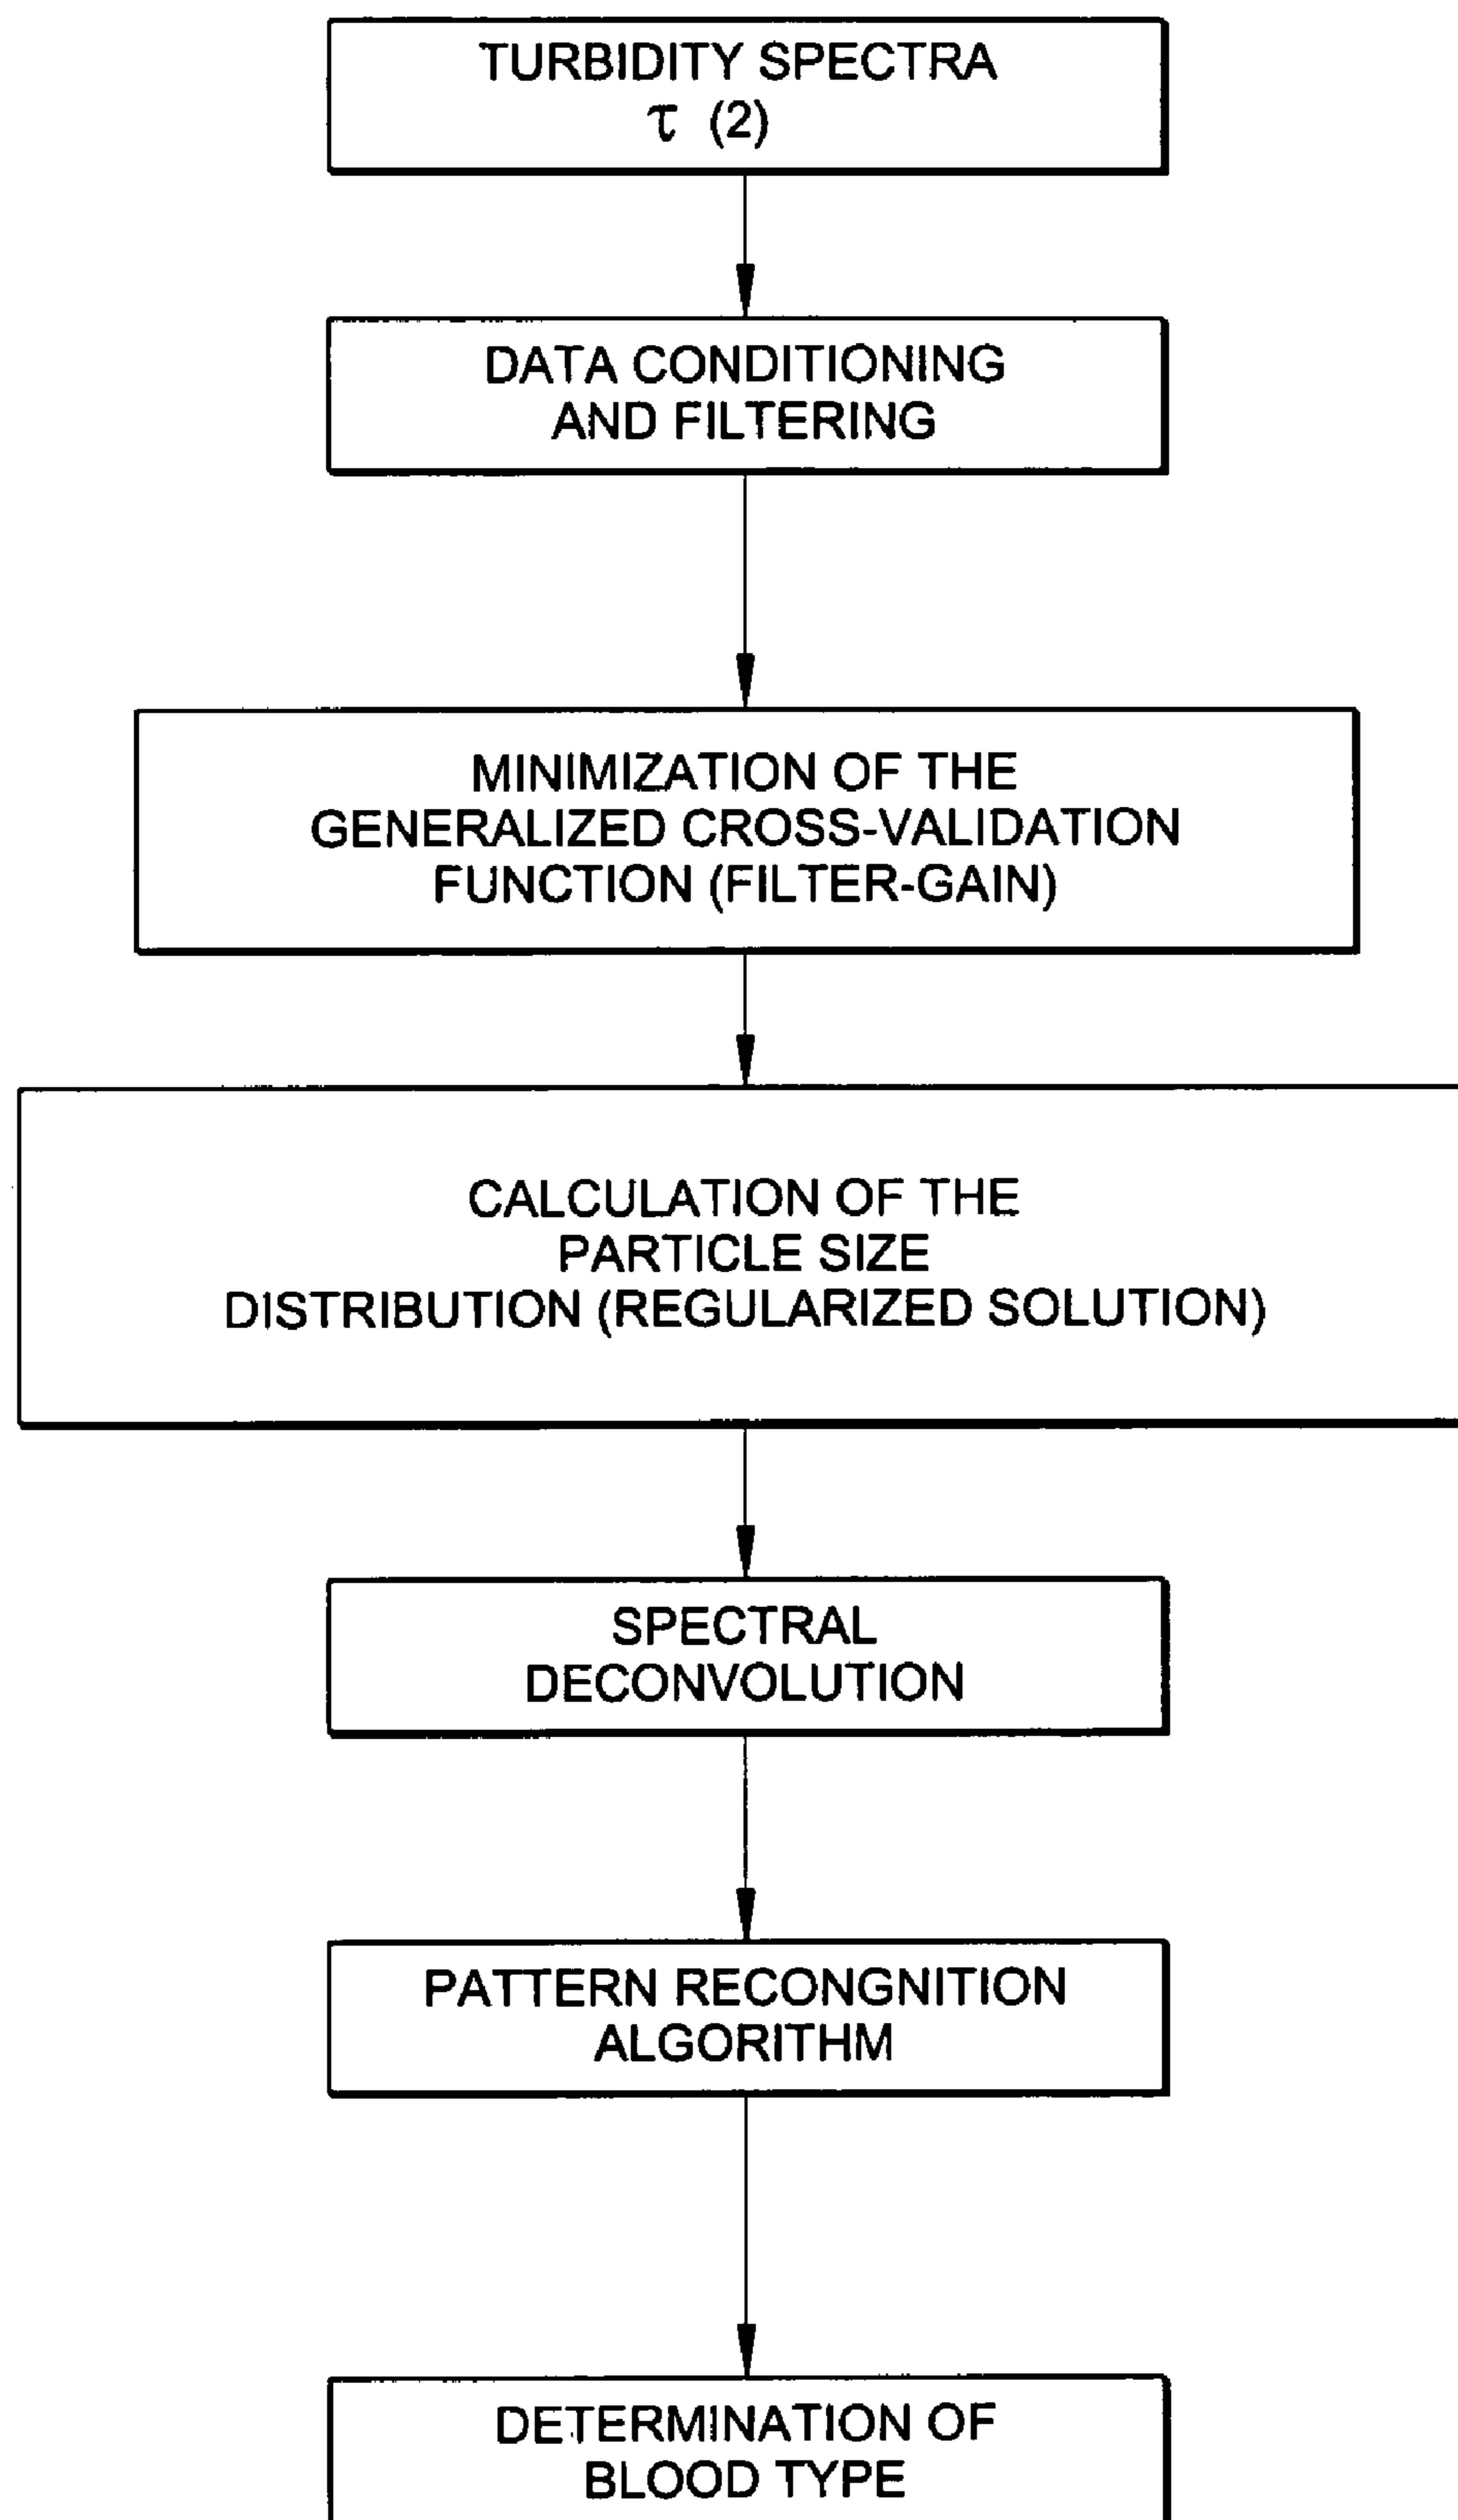 TURBIDITY SPECTRA
τ (2)
DATA CONDITIONING
AND FILTERING
MINIMIZATION OF THE
GENERALIZED CROSS-VALIDATION
FUNCTION (FILTER-GAIN)
CALCULATION OF THE
PARTICLE SIZE
DISTRIBUTION (REGULARIZED SOLUTION)
SPECTRAL
DECONVOLUTION
PATTERN RECONGNITION
ALGORITHM
DETERMINATION OF
BLOOD TYPE